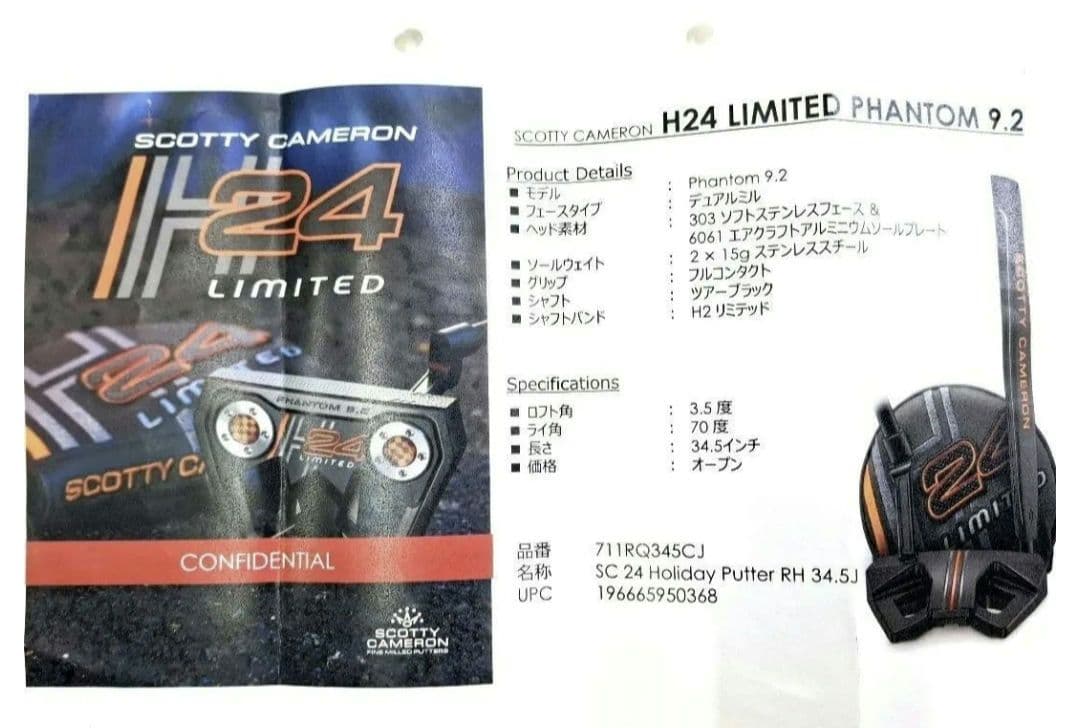 SCOTTY CAMERON
H24
LIMITED
24
LIMITED
SCOTTY CA
PHANTOM 9.2
H24
LIMITED
CONFIDENTIAL
SCOTTY
CAMERON
FINE MILLED PUTTERS
SCOTTY CAMERON H24 LIMITED PHANTOM 9.2
Product Details
■ モデル : Phantom 9.2
■ フェースタイプ : デュアルミル
■ ヘッド素材 : 303 ソフトステンレスフェース &
6061 エアクラフトアルミニウムソールプレート
■ ソールウェイト : 2 × 15g ステンレススチール
■ グリップ : フルコンタクト
■ シャフト : ツアーブラック
■ シャフトバンド : H2 リミテッド
Specifications
■ ロフト角 : 3.5 度
■ ライ角 : 70 度
■ 長さ : 34.5インチ
■ 価格 : オープン
品番 711RQ345CJ
名称 SC 24 Holiday Putter RH 34.5J
UPC 196665950368
SCOTTY CAMERON
24
LIMITED